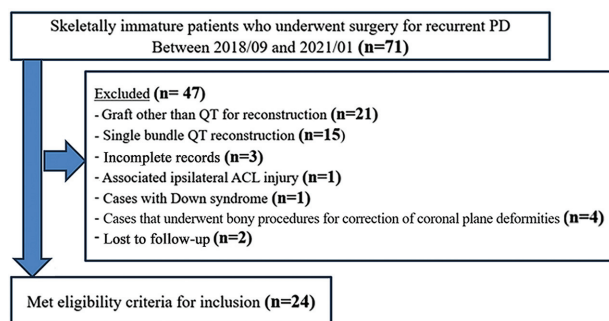 Skeletally immature patients who underwent surgery for recurrent PD
Between 2018/09 and 2021/01 (n=71)
Excluded (n= 47)
- Graft other than QT for reconstruction (n=21)
- Single bundle QT reconstruction (n=15)
- Incomplete records (n=3)
- Associated ipsilateral ACL injury (n=1)
- Cases with Down syndrome (n=1)
- Cases that underwent bony procedures for correction of coronal plane deformities (n=4)
- Lost to follow-up (n=2)
Met eligibility criteria for inclusion (n=24)